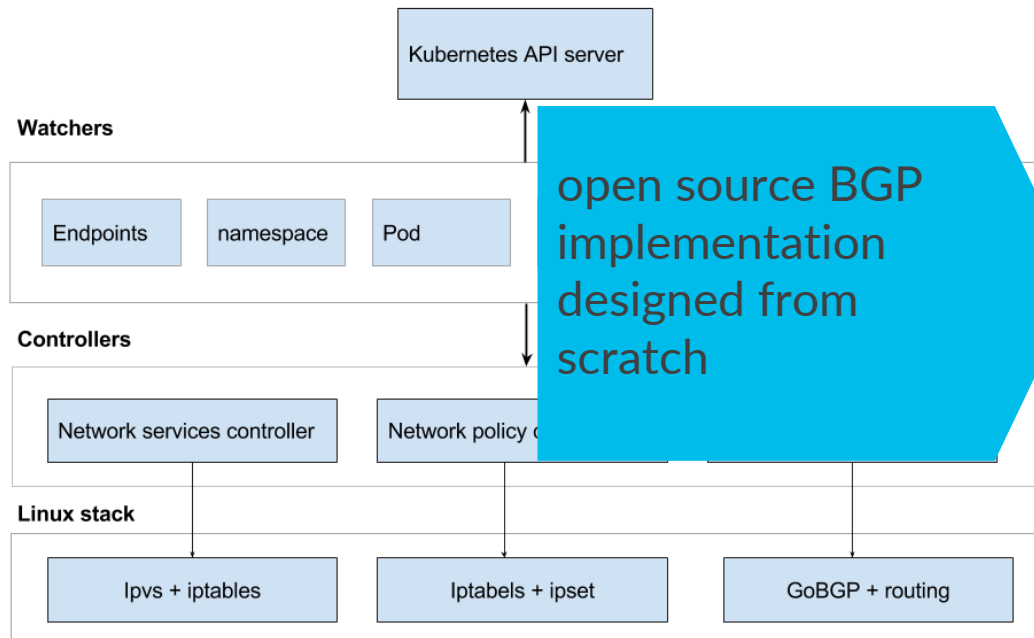 Kubernetes API server
Watchers
open source BGP
implementation
designed from
scratch
Endpoints
namespace
Pod
Controllers
Network services controller
Network policy
Linux stack
Ipvs + iptables
Iptabels + ipset
GoBGP + routing